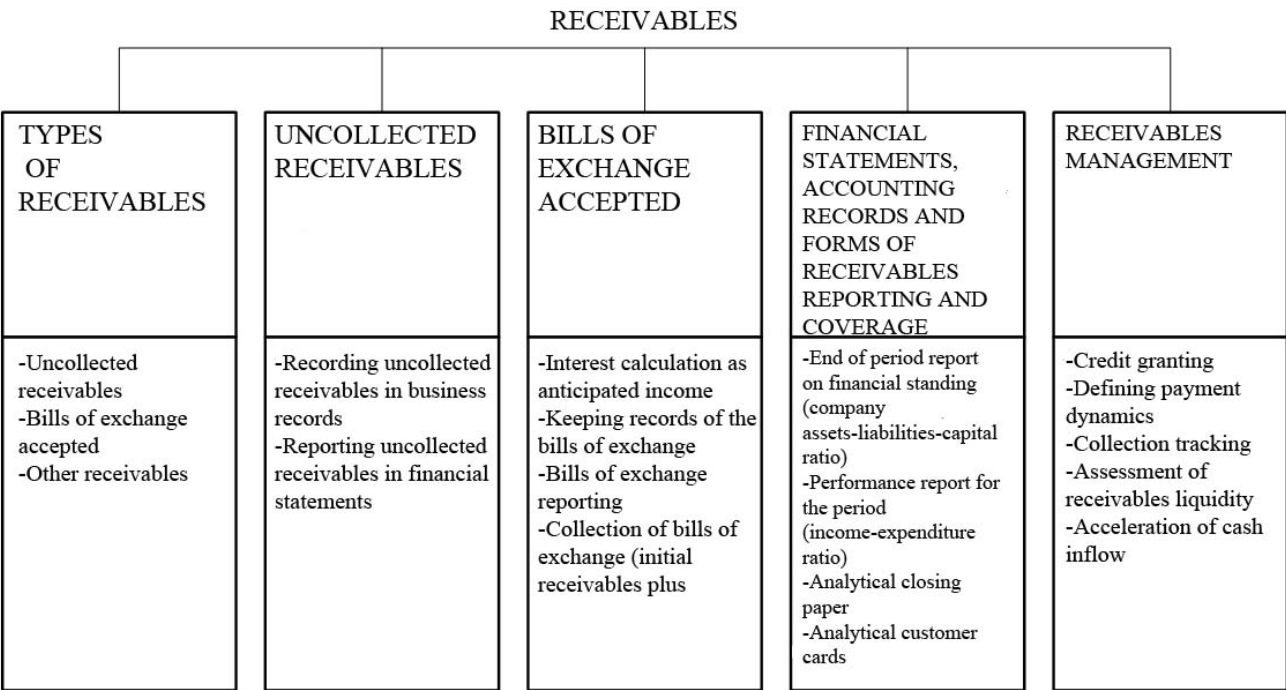 RECEIVABLES
TYPES
OF
RECEIVABLES
-Uncollected
receivables
-Bills of exchange
accepted
-Other receivables
UNCOLLECTED
RECEIVABLES
-Recording uncollected
receivables in business
records
-Reporting uncollected
receivables in financial
statements
BILLS OF
EXCHANGE
ACCEPTED
-Interest calculation as
anticipated income
-Keeping records of the
bills of exchange
-Bills of exchange
reporting
-Collection of bills of
exchange (initial
receivables plus
FINANCIAL
STATEMENTS,
ACCOUNTING
RECORDS AND
FORMS OF
RECEIVABLES
REPORTING AND
COVERAGE
-End of period report
on financial standing
(company
assets-liabilities-capital
ratio)
-Performance report for
the period
(income-expenditure
ratio)
-Analytical closing
paper
-Analytical customer
cards
RECEIVABLES
MANAGEMENT
-Credit granting
-Defining payment
dynamics
-Collection tracking
-Assessment of
receivables liquidity
-Acceleration of cash
inflow